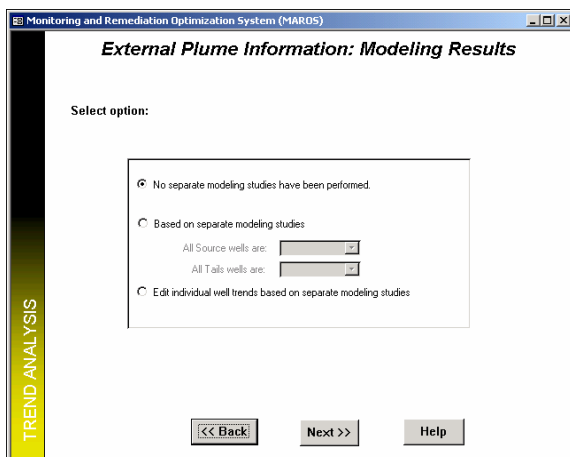 Monitoring and Remediation Optimization System (MAROS)
External Plume Information: Modeling Results
Select option:
No separate modeling studies have been performed.
Based on separate modeling studies
All Source wells are:
All Tails wells are:
Edit individual well trends based on separate modeling studies
TREND ANALYSIS
<< Back
Next >>
Help